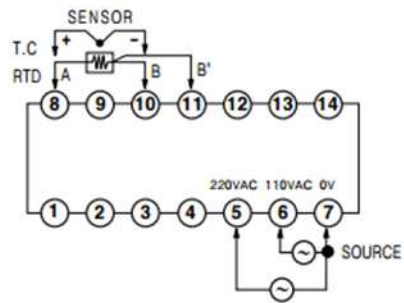 SENSOR
T.C + -
RTD A B B'
8 9 10 11 12 13 14
220VAC 110VAC 0V
1 2 3 4 5 6 7
SOURCE